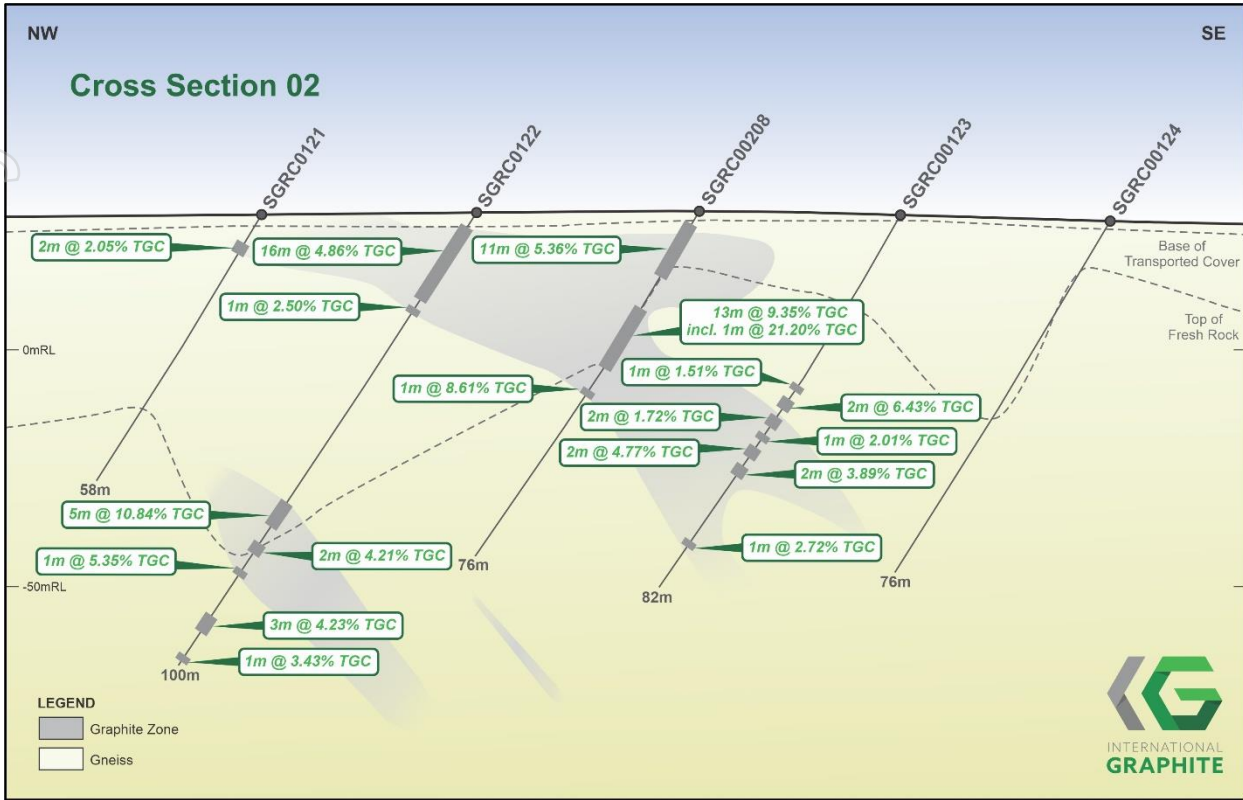 NW
SE
Cross Section 02
SGRC0121
SGRC0122
SGRC00208
SGRC00123
SGRC00124
2m @ 2.05% TGC
16m @ 4.86% TGC
11m @ 5.36% TGC
Base of
Transported Cover
1m @ 2.50% TGC
13m @ 9.35% TGC
incl. 1m @ 21.20% TGC
Top of
Fresh Rock
0mRL
1m @ 1.51% TGC
1m @ 8.61% TGC
2m @ 6.43% TGC
2m @ 1.72% TGC
1m @ 2.01% TGC
2m @ 4.77% TGC
2m @ 3.89% TGC
58m
5m @ 10.84% TGC
2m @ 4.21% TGC
1m @ 5.35% TGC
1m @ 2.72% TGC
76m
76m
-50mRL
82m
3m @ 4.23% TGC
1m @ 3.43% TGC
100m
LEGEND
Graphite Zone
Gneiss
INTERNATIONAL
GRAPHITE